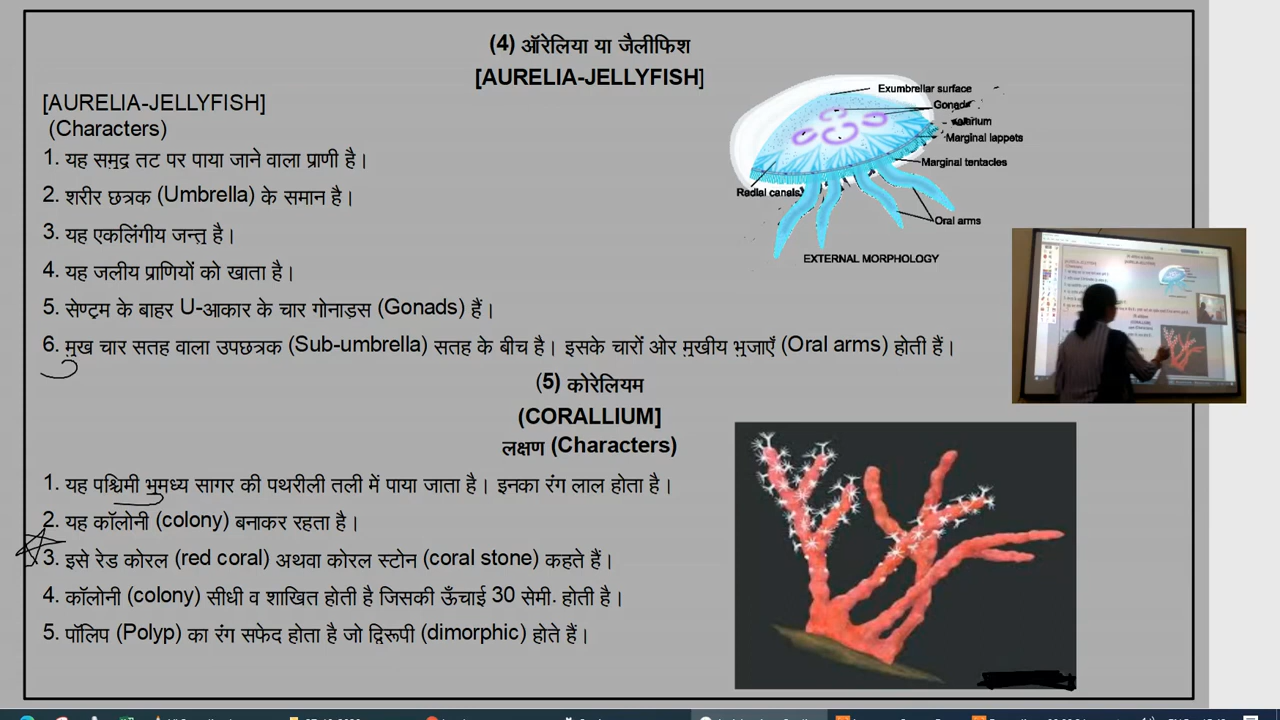 (4) ऑरेलिया या जैलीफिश
[AURELIA-JELLYFISH]
[AURELIA-JELLYFISH]
(Characters)
1. यह समुद्र तट पर पाया जाने वाला प्राणी है।
2. शरीर छत्रक (Umbrella) के समान है।
3. यह एकलिंगीय जन्तु है।
4. यह जलीय प्राणियों को खाता है।
5. सेण्ट्रम के बाहर U-आकार के चार गोनाड्स (Gonads) हैं।
6. मुख चार सतह वाला उपछत्रक (Sub-umbrella) सतह के बीच है। इसके चारों ओर मुखीय भुजाएँ (Oral arms) होती हैं।
Exumbrellar surface
Gonads
velarium
Marginal lappets
Marginal tentacles
Radial canals
Oral arms
EXTERNAL MORPHOLOGY
(5) कोरेलियम
(CORALLIUM]
लक्षण (Characters)
1. यह पश्चिमी भूमध्य सागर की पथरीली तली में पाया जाता है। इनका रंग लाल होता है।
2. यह कॉलोनी (colony) बनाकर रहता है।
3. इसे रेड कोरल (red coral) अथवा कोरल स्टोन (coral stone) कहते हैं।
4. कॉलोनी (colony) सीधी व शाखित होती है जिसकी ऊँचाई 30 सेमी. होती है।
5. पॉलिप (Polyp) का रंग सफेद होता है जो द्विरूपी (dimorphic) होते हैं।